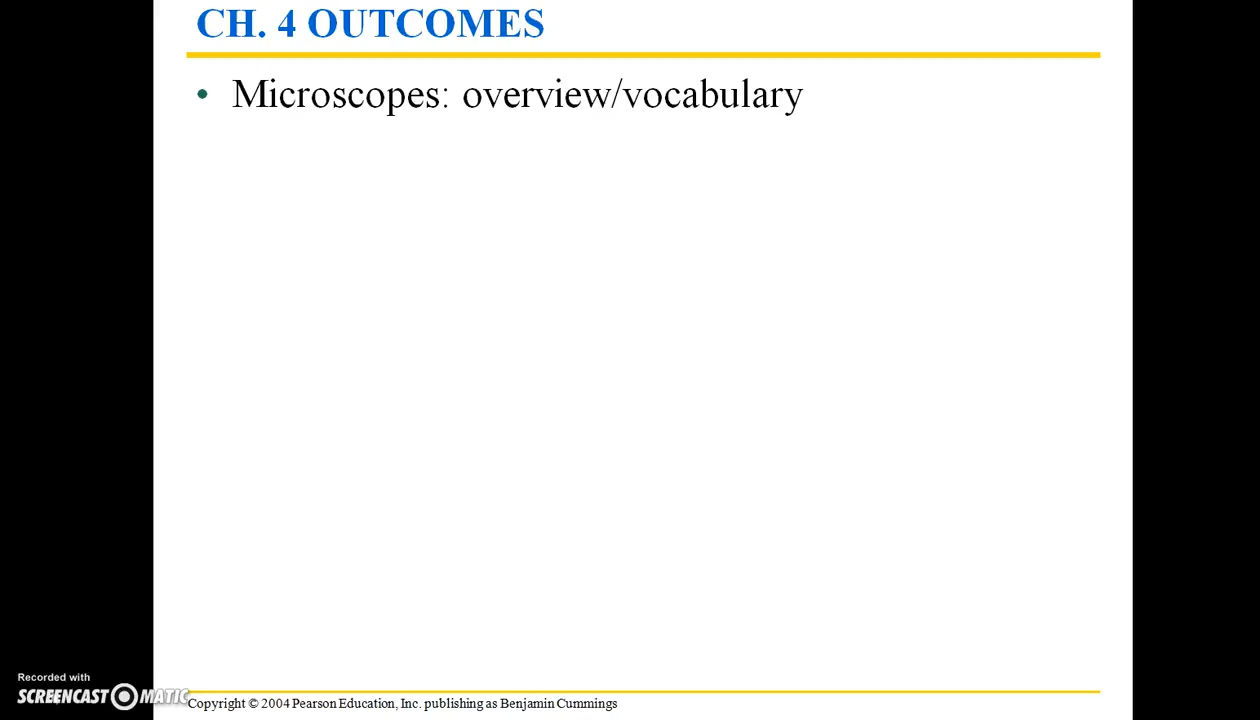 CH. 4 OUTCOMES
• Microscopes: overview/vocabulary
Recorded with
SCREENCAST MATIC
Copyright © 2004 Pearson Education, Inc. publishing as Benjamin Cummings